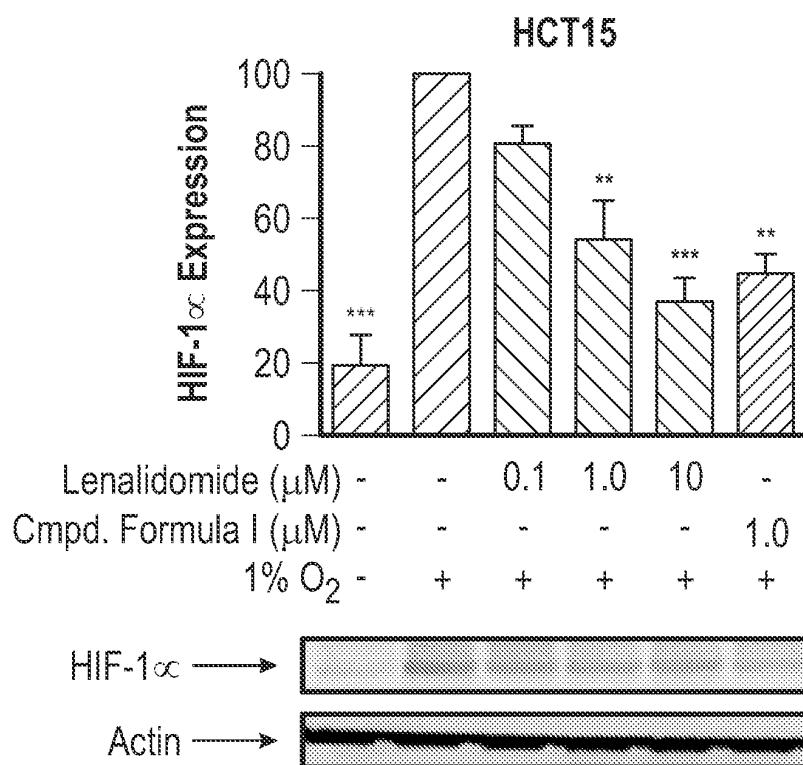 HCT15
HIF-1∝ Expression
100
80
60
40
20
0
***
**
***
**
Lenalidomide (μM) - - 0.1 1.0 10 -
Cmpd. Formula I (μM) - - - - - 1.0
1% O₂ - + + + + +
HIF-1∝
Actin